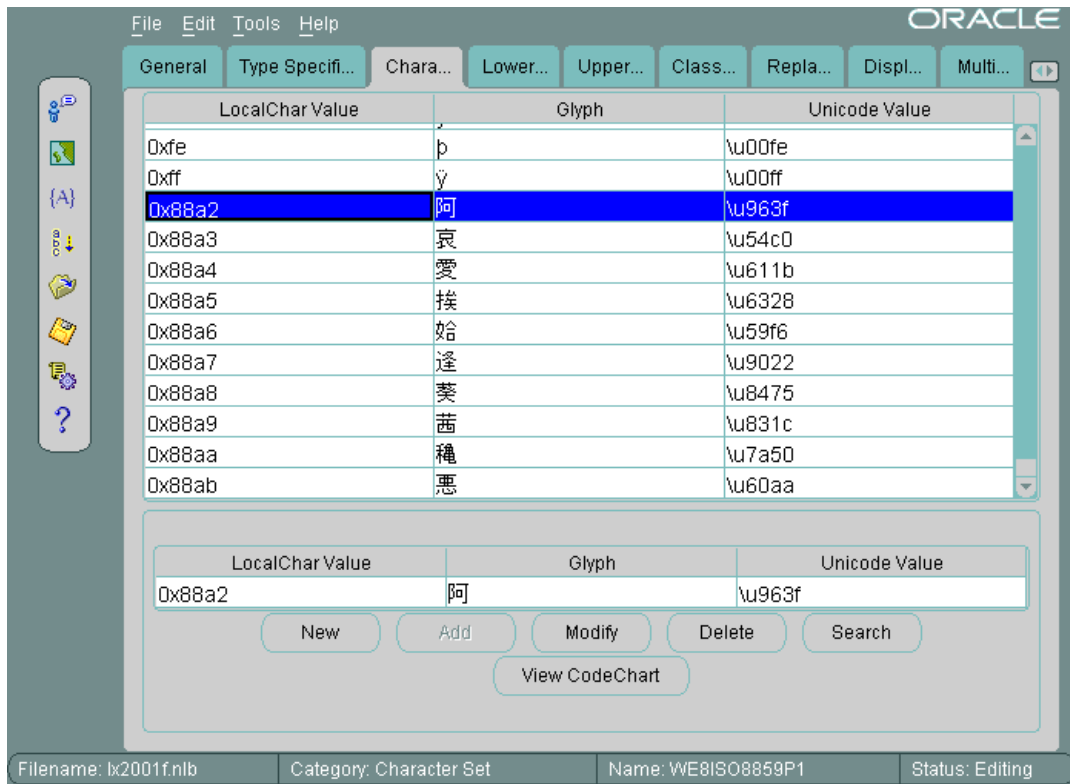 File Edit Tools Help ORACLE
General Type Specifi... Chara... Lower... Upper... Class... Repla... Displ... Multi...
LocalChar Value Glyph Unicode Value
0xfe þ \u00fe
0xff ÿ \u00ff
0x88a2 阿 \u963f
0x88a3 哀 \u54c0
0x88a4 愛 \u611b
0x88a5 挨 \u6328
0x88a6 姶 \u59f6
0x88a7 逢 \u9022
0x88a8 葵 \u8475
0x88a9 茜 \u831c
0x88aa 穐 \u7a50
0x88ab 悪 \u60aa
LocalChar Value Glyph Unicode Value
0x88a2 阿 \u963f
New Add Modify Delete Search
View CodeChart
Filename: lx2001f.nlb Category: Character Set Name: WE8ISO8859P1 Status: Editing